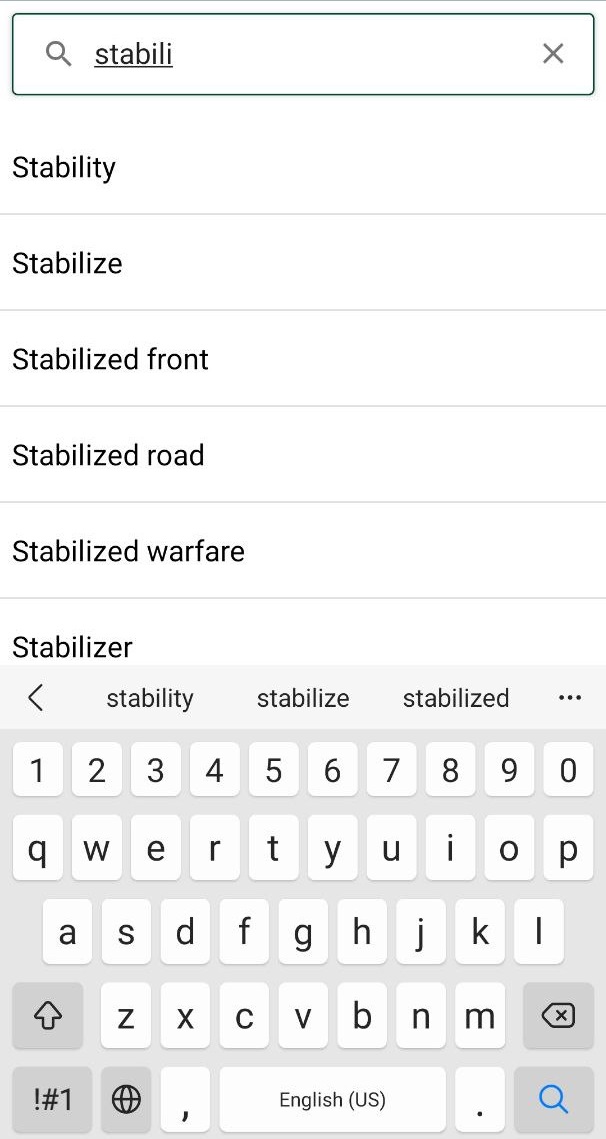 stabili
Stability
Stabilize
Stabilized front
Stabilized road
Stabilized warfare
Stabilizer
stability stabilize stabilized ...
1 2 3 4 5 6 7 8 9 0
q w e r t y u i o p
a s d f g h j k l
z x c v b n m
!#1 , English (US) .